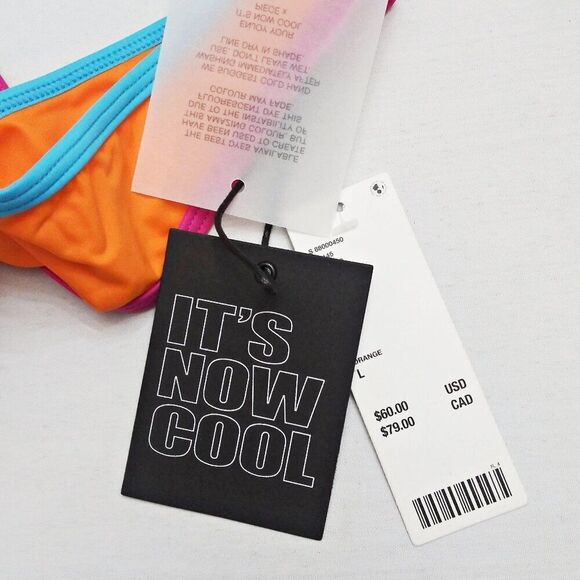 THE BEST DYES AVAILABLE
HAVE BEEN USED TO CREATE
THIS AMAZING COLOUR, BUT
DUE TO THE INSTABILITY OF
FLUORESCENT DYE THIS
COLOUR MAY FADE
WE SUGGEST COLD HAND
WASHING IMMEDIATELY AFTER
USE. DON'T LEAVE WET
LINE DRY IN SHADE
ENJOY YOUR
IT'S NOW COOL
PIECE x
IT'S
NOW
COOL
S 88000450
145
ORANGE
L
USD
$60.00
CAD
$79.00